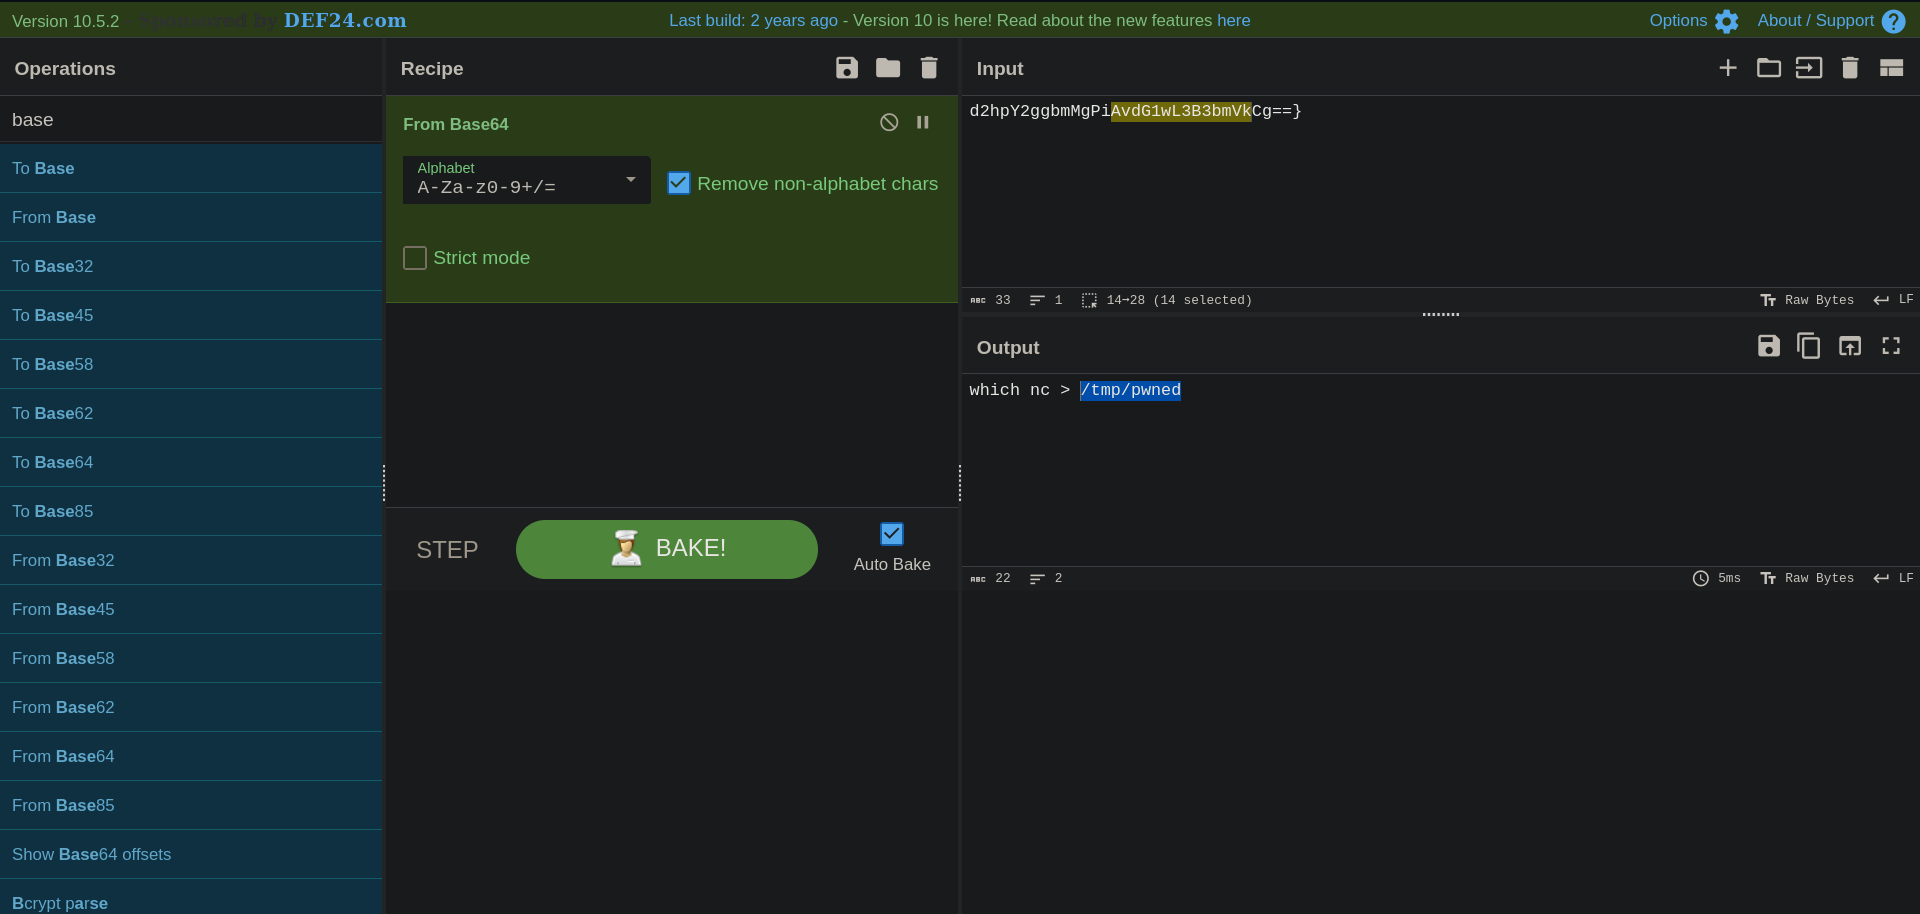 Version 10.5.2 Sponsored by DEF24.com Last build: 2 years ago - Version 10 is here! Read about the new features here Options About / Support
Operations
base
To Base
From Base
To Base32
To Base45
To Base58
To Base62
To Base64
To Base85
From Base32
From Base45
From Base58
From Base62
From Base64
From Base85
Show Base64 offsets
Bcrypt parse
Recipe
From Base64
Alphabet
A-Za-z0-9+/=
Remove non-alphabet chars
Strict mode
STEP
BAKE!
Auto Bake
Input
d2hpY2ggbmMgPiAvdG1wL3B3bmVkCg==}
ABC 33 1 14→28 (14 selected) Raw Bytes LF
Output
which nc > /tmp/pwned
ABC 22 2 5ms Raw Bytes LF